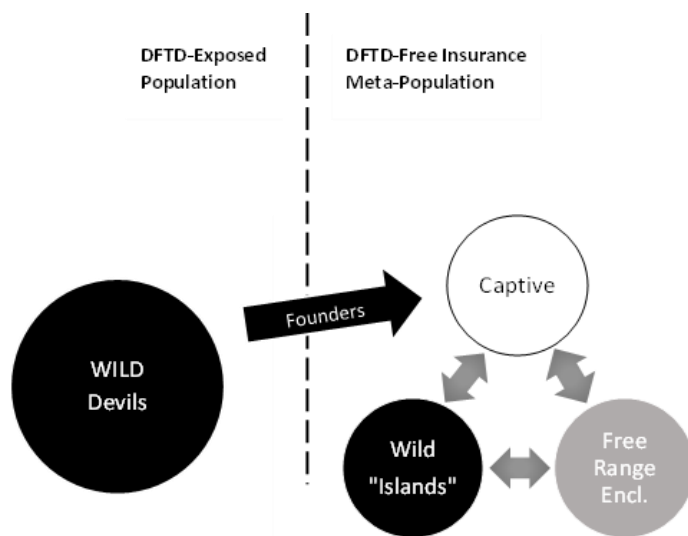 DFTD-Exposed
Population
DFTD-Free Insurance
Meta-Population
Captive
Founders
WILD
Devils
Wild
"Islands"
Free
Range
Encl.